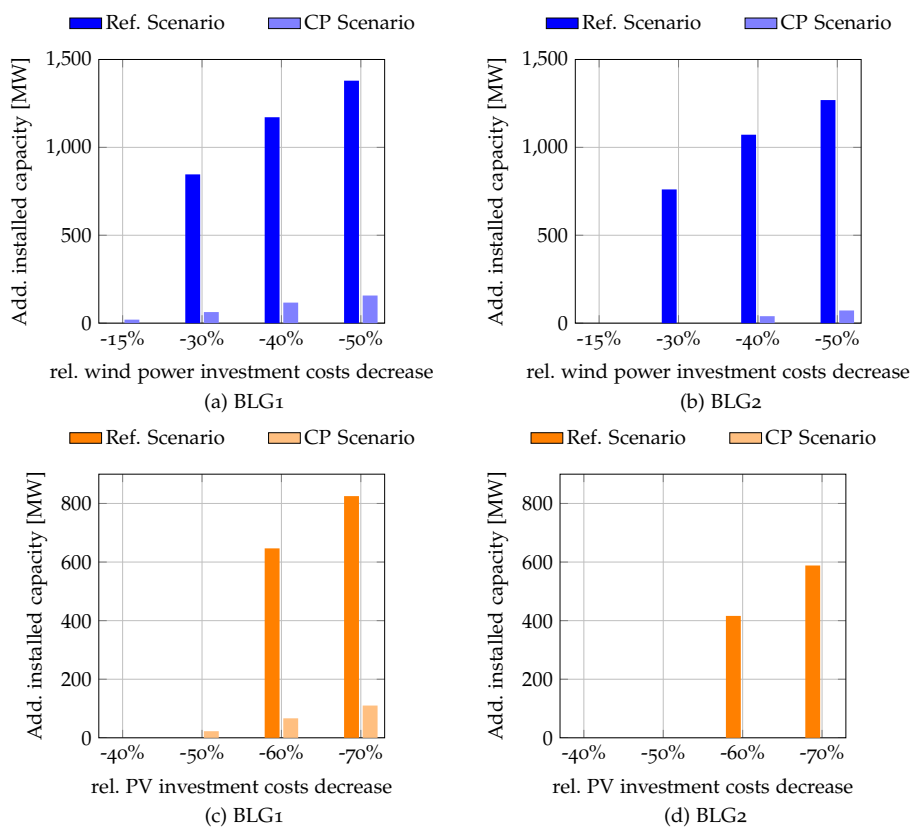 Ref. Scenario CP Scenario
Add. installed capacity [MW]
1,500
1,000
500
0
-15% -30% -40% -50%
rel. wind power investment costs decrease
(a) BLG1
Ref. Scenario CP Scenario
Add. installed capacity [MW]
1,500
1,000
500
0
-15% -30% -40% -50%
rel. wind power investment costs decrease
(b) BLG2
Ref. Scenario CP Scenario
Add. installed capacity [MW]
800
600
400
200
0
-40% -50% -60% -70%
rel. PV investment costs decrease
(c) BLG1
Ref. Scenario CP Scenario
Add. installed capacity [MW]
800
600
400
200
0
-40% -50% -60% -70%
rel. PV investment costs decrease
(d) BLG2